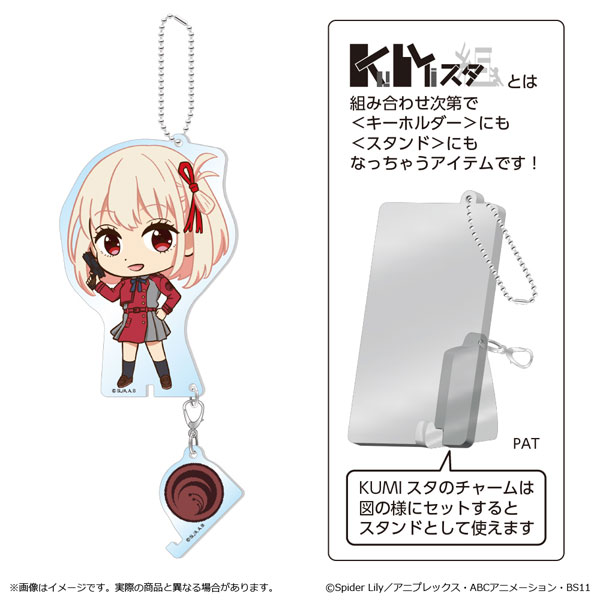 KUMiスタ とは
組み合わせ次第で
＜キーホルダー＞にも
＜スタンド＞にも
なっちゃうアイテムです！
PAT
KUMIスタのチャームは
図の様にセットすると
スタンドとして使えます
※画像はイメージです。実際の商品と異なる場合があります。
©Spider Lily／アニプレックス・ABCアニメーション・BS11